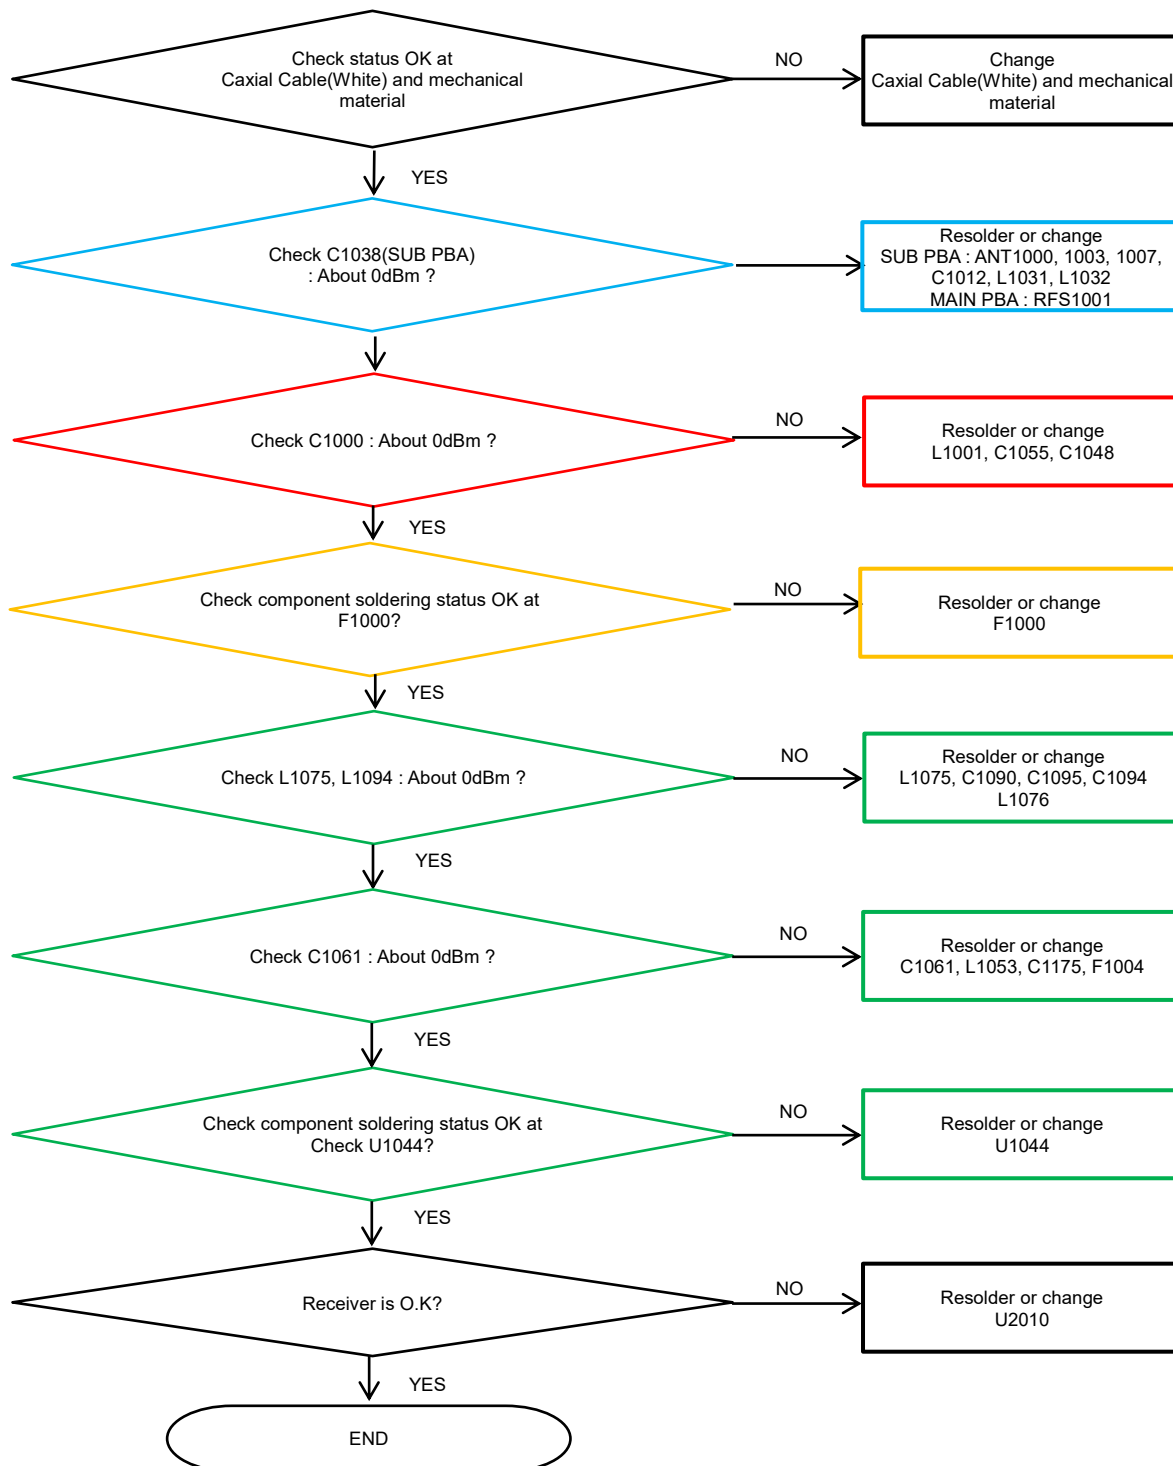 Check status OK at
Caxial Cable(White) and mechanical
material
NO
Change
Caxial Cable(White) and mechanical
material
YES
Check C1038(SUB PBA)
: About 0dBm ?
Resolder or change
SUB PBA : ANT1000, 1003, 1007,
C1012, L1031, L1032
MAIN PBA : RFS1001
Check C1000 : About 0dBm ?
NO
Resolder or change
L1001, C1055, C1048
YES
Check component soldering status OK at
F1000?
NO
Resolder or change
F1000
YES
Check L1075, L1094 : About 0dBm ?
NO
Resolder or change
L1075, C1090, C1095, C1094
L1076
YES
Check C1061 : About 0dBm ?
NO
Resolder or change
C1061, L1053, C1175, F1004
YES
Check component soldering status OK at
Check U1044?
NO
Resolder or change
U1044
YES
Receiver is O.K?
NO
Resolder or change
U2010
YES
END